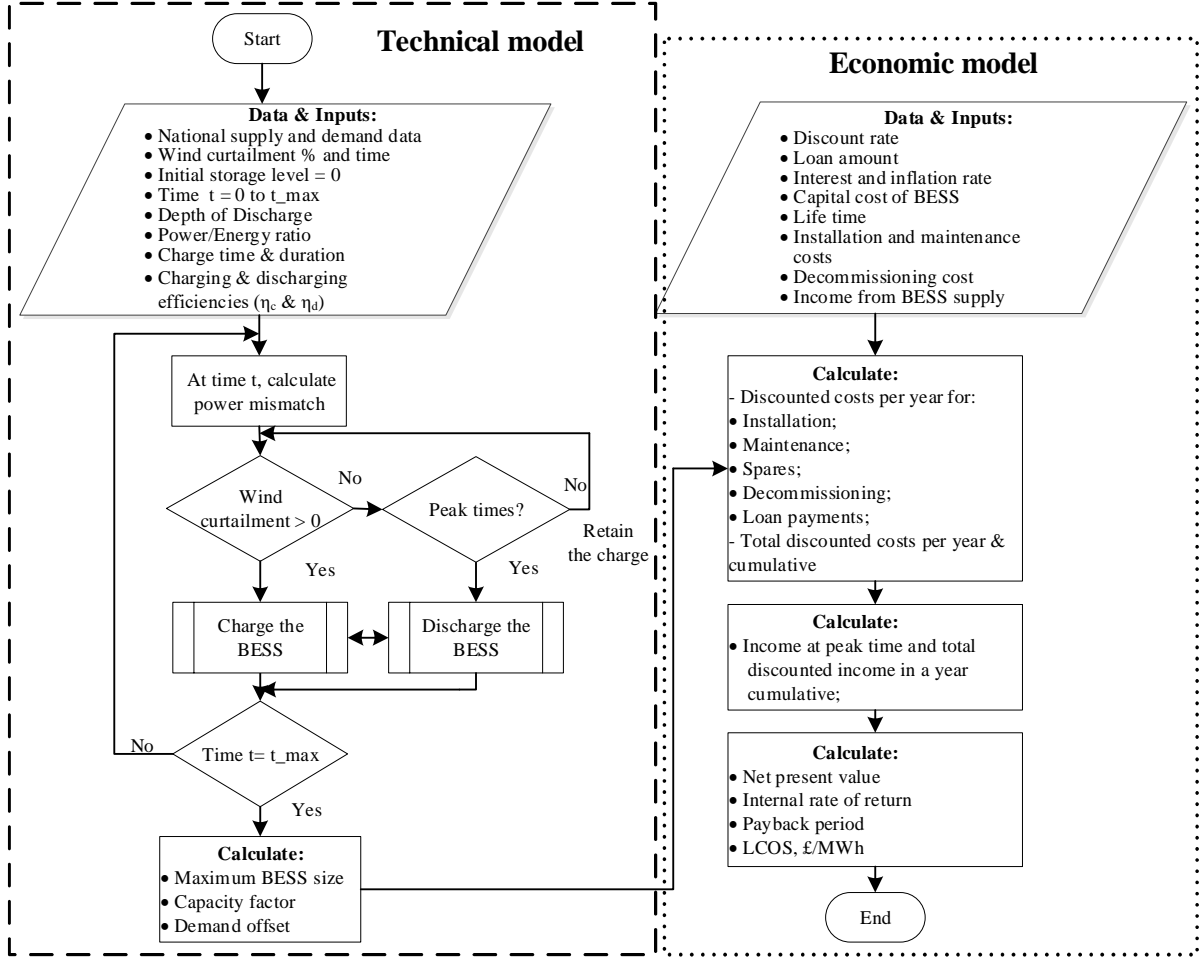 Start
Technical model
Data & Inputs:
• National supply and demand data
• Wind curtailment % and time
• Initial storage level = 0
• Time t = 0 to t_max
• Depth of Discharge
• Power/Energy ratio
• Charge time & duration
• Charging & discharging
efficiencies (ηc & ηd)
At time t, calculate
power mismatch
Wind
curtailment > 0
No
Peak times?
No
Retain
the charge
Yes
Yes
Charge the
BESS
Discharge the
BESS
Time t= t_max
No
Yes
Calculate:
• Maximum BESS size
• Capacity factor
• Demand offset
Economic model
Data & Inputs:
• Discount rate
• Loan amount
• Interest and inflation rate
• Capital cost of BESS
• Life time
• Installation and maintenance
costs
• Decommissioning cost
• Income from BESS supply
Calculate:
- Discounted costs per year for:
• Installation;
• Maintenance;
• Spares;
• Decommissioning;
• Loan payments;
- Total discounted costs per year &
cumulative
Calculate:
• Income at peak time and total
discounted income in a year
cumulative;
Calculate:
• Net present value
• Internal rate of return
• Payback period
• LCOS, £/MWh
End